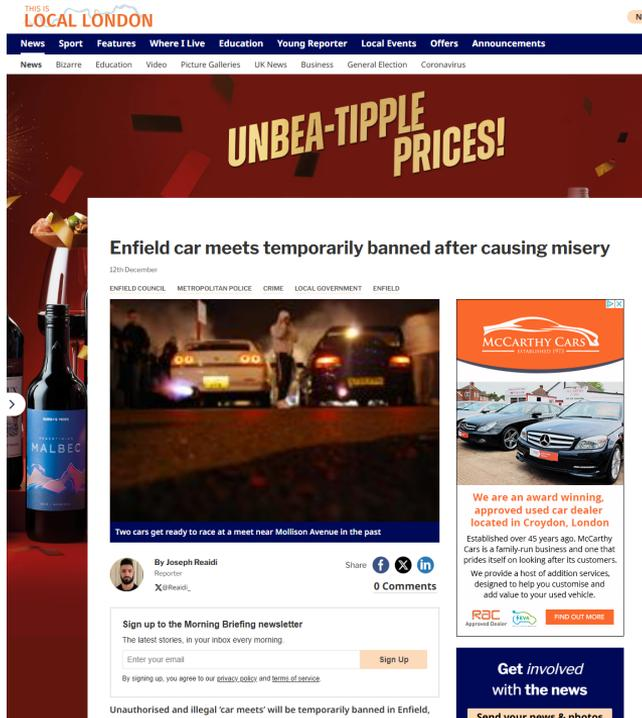 THIS IS
LOCAL LONDON
N
News Sport Features Where I Live Education Young Reporter Local Events Offers Announcements
News Bizarre Education Video Picture Galleries UK News Business General Election Coronavirus
UNBEA-TIPPLE
PRICES!
Enfield car meets temporarily banned after causing misery
12th December
ENFIELD COUNCIL METROPOLITAN POLICE CRIME LOCAL GOVERNMENT ENFIELD
MALBEC
Two cars get ready to race at a meet near Mollison Avenue in the past
By Joseph Reaidi
Reporter
X@Reaidi_
Share
0 Comments
Sign up to the Morning Briefing newsletter
The latest stories, in your inbox every morning.
Enter your email
Sign Up
By signing up, you agree to our privacy policy and terms of service.
Unauthorised and illegal ‘car meets’ will be temporarily banned in Enfield,
McCARTHY CARS
ESTABLISHED 1972
We are an award winning,
approved used car dealer
located in Croydon, London
Established over 45 years ago, McCarthy
Cars is a family-run business and one that
prides itself on looking after its customers.
We provide a host of addition services,
designed to help you customise and
add value to your used vehicle.
RAC
Approved Dealer
FIND OUT MORE
Get involved
with the news
Send your news & photos